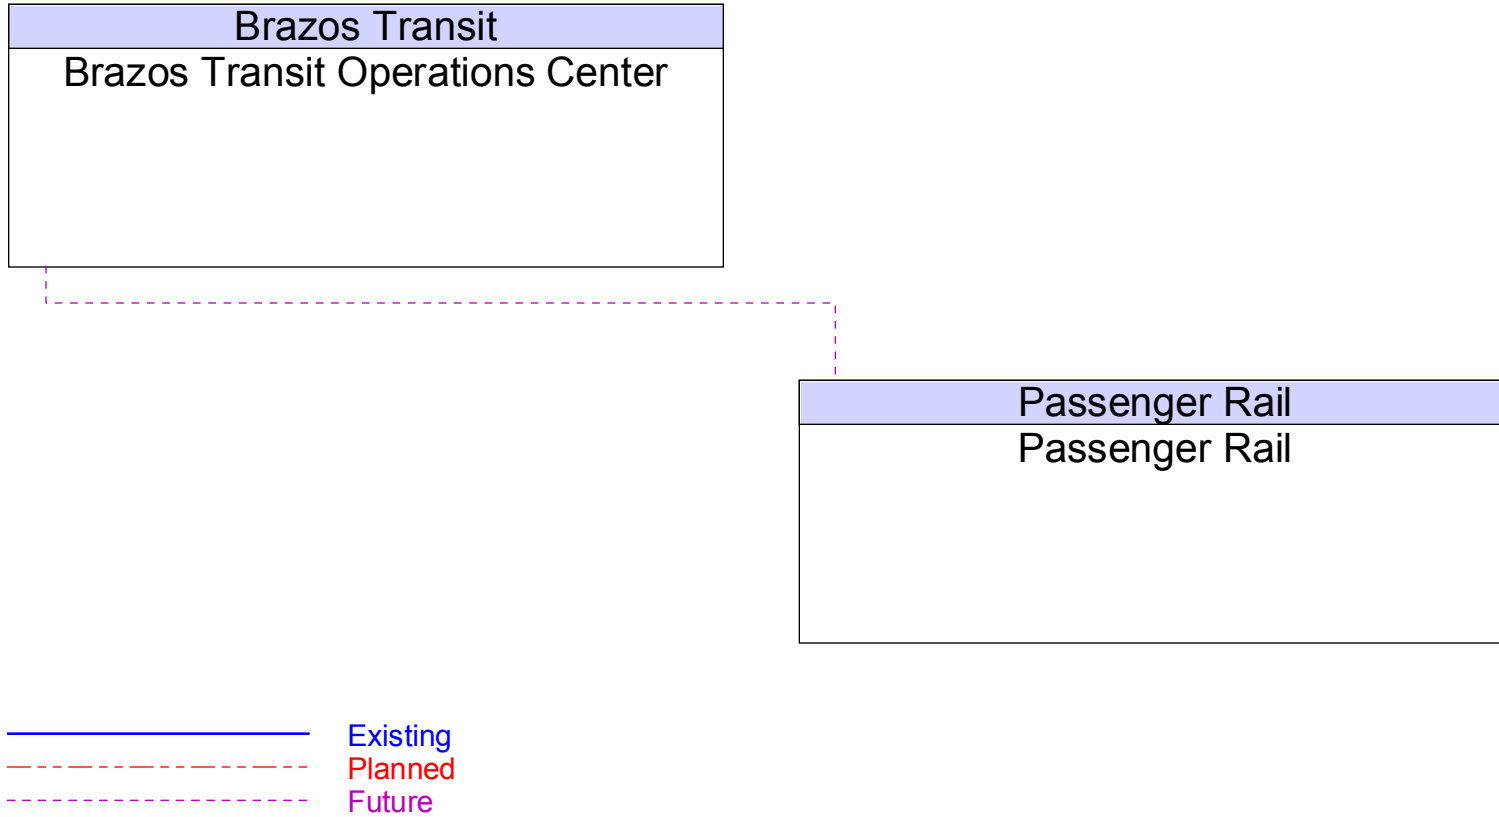 Brazos Transit
Brazos Transit Operations Center
Passenger Rail
Passenger Rail
Existing
Planned
Future